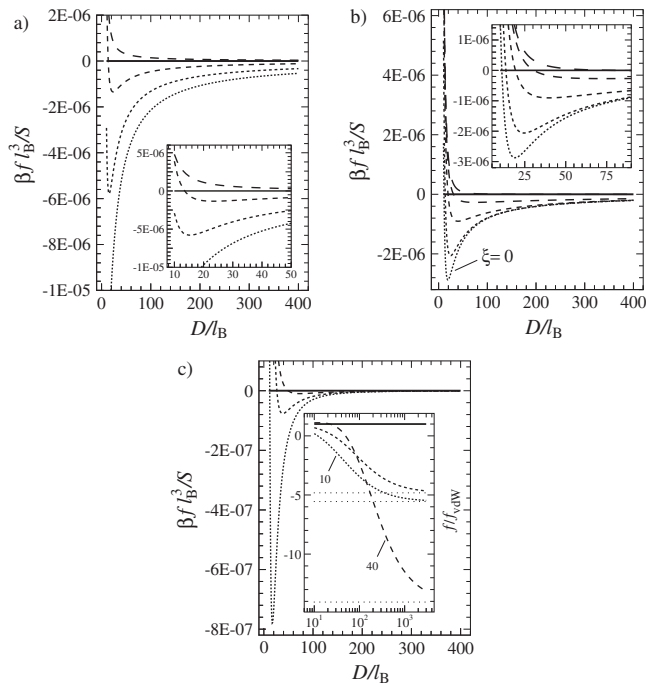 a)
βf l_B^3/S
2E-06
0
-2E-06
-4E-06
-6E-06
-8E-06
-1E-05
0 100 200 300 400
D/l_B
5E-06
0
-5E-06
-1E-05
10 20 30 40 50
b)
βf l_B^3/S
6E-06
4E-06
2E-06
0
-2E-06
0 100 200 300 400
D/l_B
1E-06
0
-1E-06
-2E-06
-3E-06
25 50 75
ξ= 0
c)
βf l_B^3/S
0
-2E-07
-4E-07
-6E-07
-8E-07
0 100 200 300 400
D/l_B
0
-5
-10
10^1 10^2 10^3
10
40
f/f_vdW